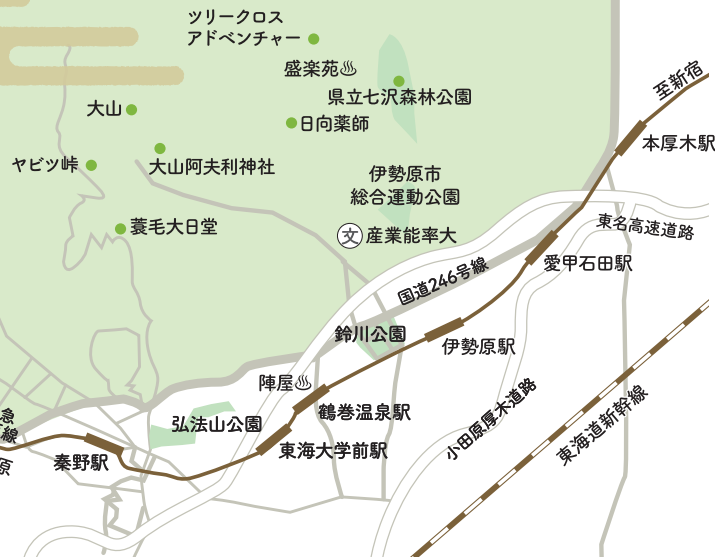 ツリークロス
アドベンチャー
盛楽苑♨
県立七沢森林公園
至新宿
大山
日向薬師
本厚木駅
ヤビツ峠
大山阿夫利神社
伊勢原市
総合運動公園
蓑毛大日堂
文 産業能率大
東名高速道路
愛甲石田駅
国道246号線
鈴川公園
伊勢原駅
陣屋♨
鶴巻温泉駅
弘法山公園
小田原厚木道路
東海道新幹線
東海大学前駅
急
線
秦野駅
原